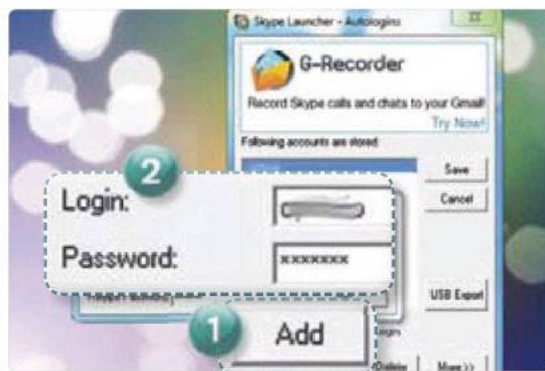 Skype Launcher - Autologins
G-Recorder
Record Skype calls and chats to your Gmail!
Try Now!
Following accounts are stored:
Save
Cancel
2
Login:
Password:
xxxxxxx
USB Export
1
Add
Delete
More >>